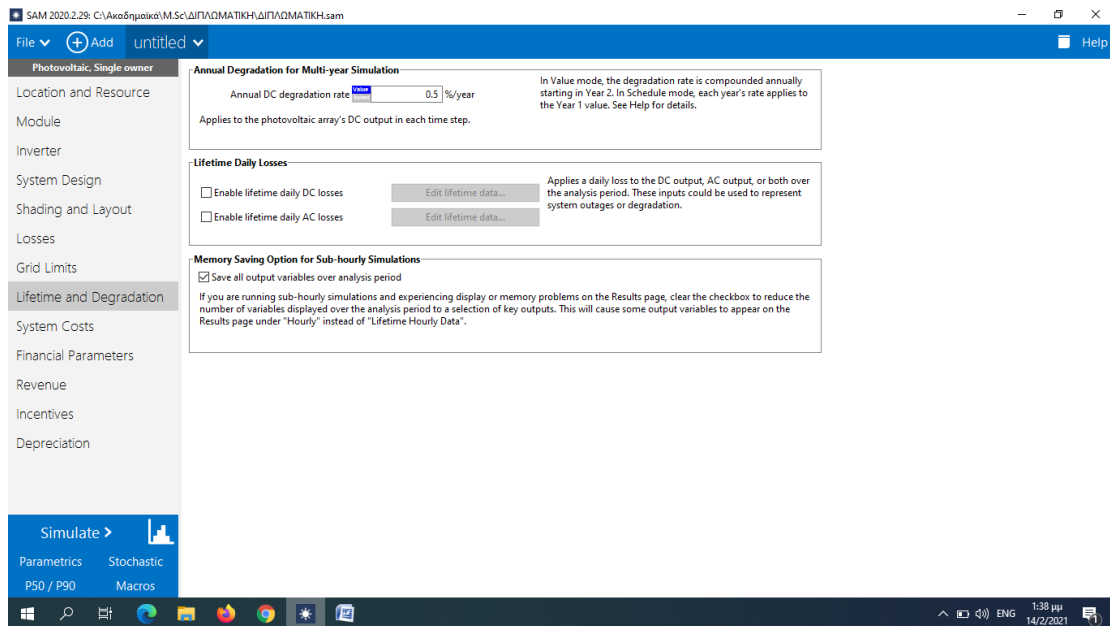 SAM 2020.2.29: C:\Ακαδημαϊκά\M.Sc\ΔΙΠΛΩΜΑΤΙΚΗ\ΔΙΠΛΩΜΑΤΙΚΗ.sam
File Add untitled Help
Photovoltaic, Single owner
Location and Resource
Module
Inverter
System Design
Shading and Layout
Losses
Grid Limits
Lifetime and Degradation
System Costs
Financial Parameters
Revenue
Incentives
Depreciation
Simulate >
Parametrics Stochastic
P50 / P90 Macros
Annual Degradation for Multi-year Simulation
Annual DC degradation rate Value 0.5 %/year
Applies to the photovoltaic array's DC output in each time step.
In Value mode, the degradation rate is compounded annually
starting in Year 2. In Schedule mode, each year's rate applies to
the Year 1 value. See Help for details.
Lifetime Daily Losses
Enable lifetime daily DC losses Edit lifetime data...
Enable lifetime daily AC losses Edit lifetime data...
Applies a daily loss to the DC output, AC output, or both over
the analysis period. These inputs could be used to represent
system outages or degradation.
Memory Saving Option for Sub-hourly Simulations
Save all output variables over analysis period
If you are running sub-hourly simulations and experiencing display or memory problems on the Results page, clear the checkbox to reduce the
number of variables displayed over the analysis period to a selection of key outputs. This will cause some output variables to appear on the
Results page under "Hourly" instead of "Lifetime Hourly Data".
ENG
1:38 μμ
14/2/2021